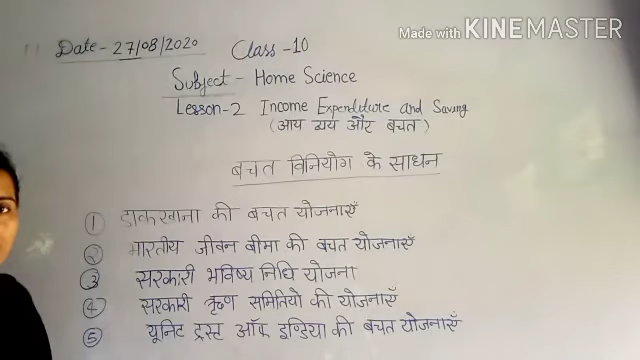 Made with KINEMASTER
Date - 27/08/2020 Class - 10
Subject - Home Science
Lesson-2 Income Expenditure and Saving
(आय व्यय और बचत)
बचत विनियोग के साधन
① डाकखाना की बचत योजनाएँ
② भारतीय जीवन बीमा की बचत योजनाएँ
③ सरकारी भविष्य निधि योजना
④ सरकारी ऋण समितियो की योजनाएँ
⑤ यूनिट ट्रस्ट ऑफ इण्डिया की बचत योजनाएँ